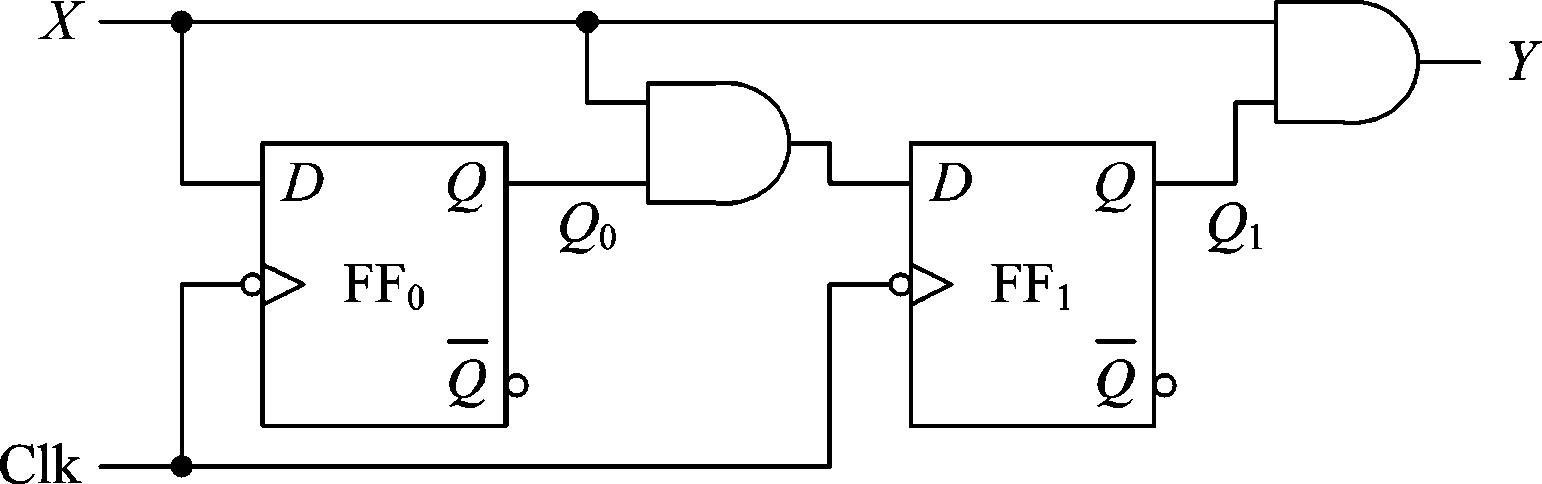 X
Y
D Q D Q
Q₀ Q₁
FF₀ FF₁
Q̅ Q̅
Clk